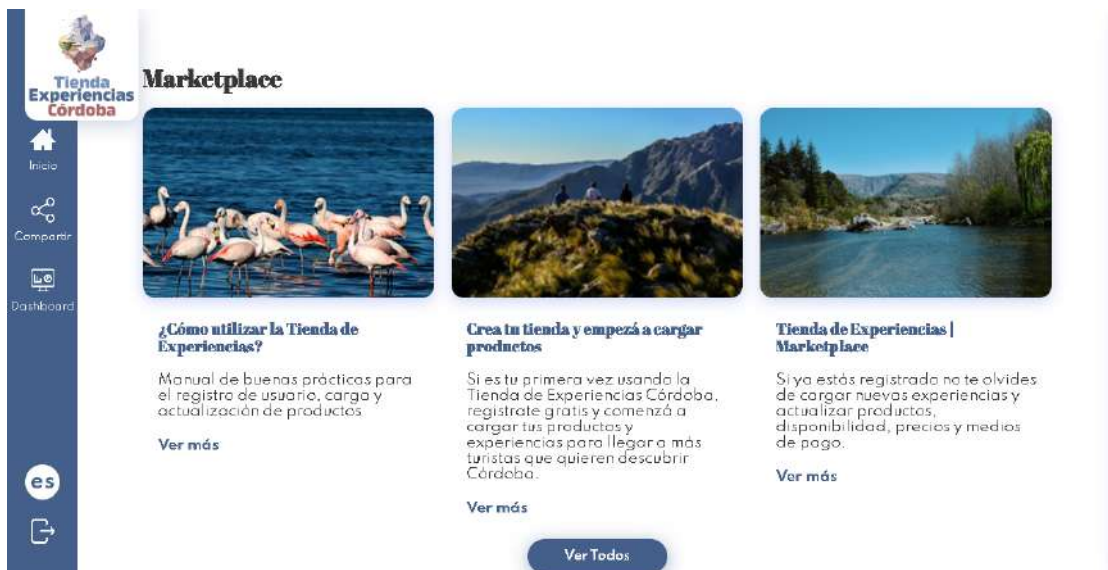 Tienda
Experiencias
Córdoba
Inicio
Compartir
Dashboard
es
Marketplace
¿Cómo utilizar la Tienda de
Experiencias?
Manual de buenas prácticas para
el registro de usuario, carga y
actualización de productos
Ver más
Crea tu tienda y empezá a cargar
productos
Si es tu primera vez usando la
Tienda de Experiencias Córdoba,
registrate gratis y comenzá a
cargar tus productos y
experiencias para llegar a más
turistas que quieren descubrir
Córdoba.
Ver más
Tienda de Experiencias |
Marketplace
Si ya estás registrado no te olvides
de cargar nuevas experiencias y
actualizar productos,
disponibilidad, precios y medios
de pago.
Ver más
Ver Todos